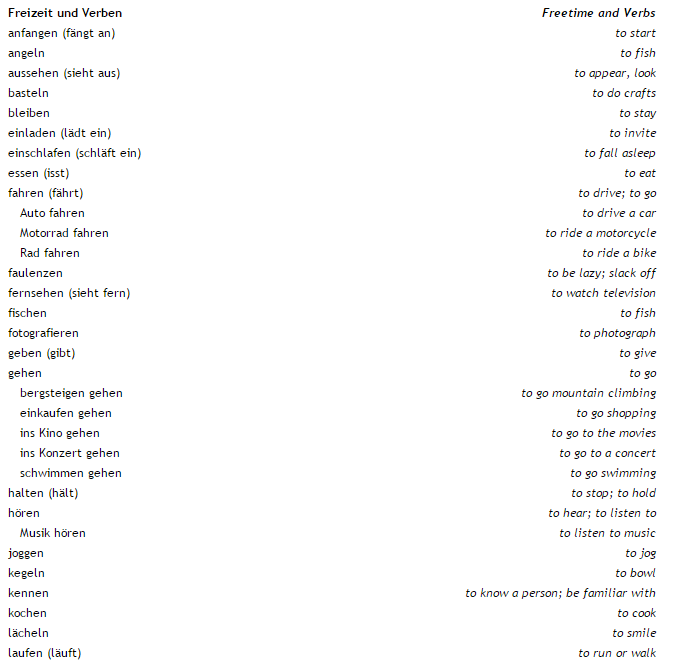 Freizeit und Verben Freetime and Verbs
anfangen (fängt an) to start
angeln to fish
aussehen (sieht aus) to appear, look
basteln to do crafts
bleiben to stay
einladen (lädt ein) to invite
einschlafen (schläft ein) to fall asleep
essen (isst) to eat
fahren (fährt) to drive; to go
Auto fahren to drive a car
Motorrad fahren to ride a motorcycle
Rad fahren to ride a bike
faulenzen to be lazy; slack off
fernsehen (sieht fern) to watch television
fischen to fish
fotografieren to photograph
geben (gibt) to give
gehen to go
bergsteigen gehen to go mountain climbing
einkaufen gehen to go shopping
ins Kino gehen to go to the movies
ins Konzert gehen to go to a concert
schwimmen gehen to go swimming
halten (hält) to stop; to hold
hören to hear; to listen to
Musik hören to listen to music
joggen to jog
kegeln to bowl
kennen to know a person; be familiar with
kochen to cook
lächeln to smile
laufen (läuft) to run or walk